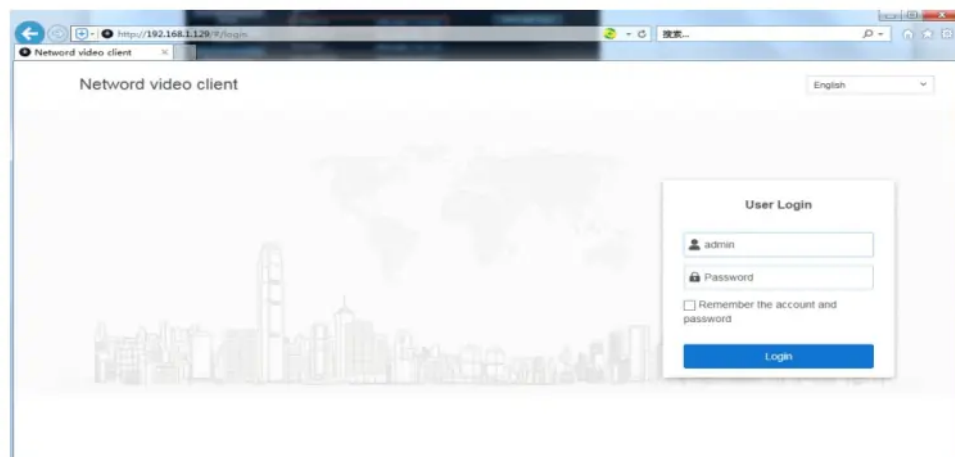 http://192.168.1.129/#/login
搜索...
Netword video client
Netword video client
English
User Login
admin
Password
Remember the account and
password
Login